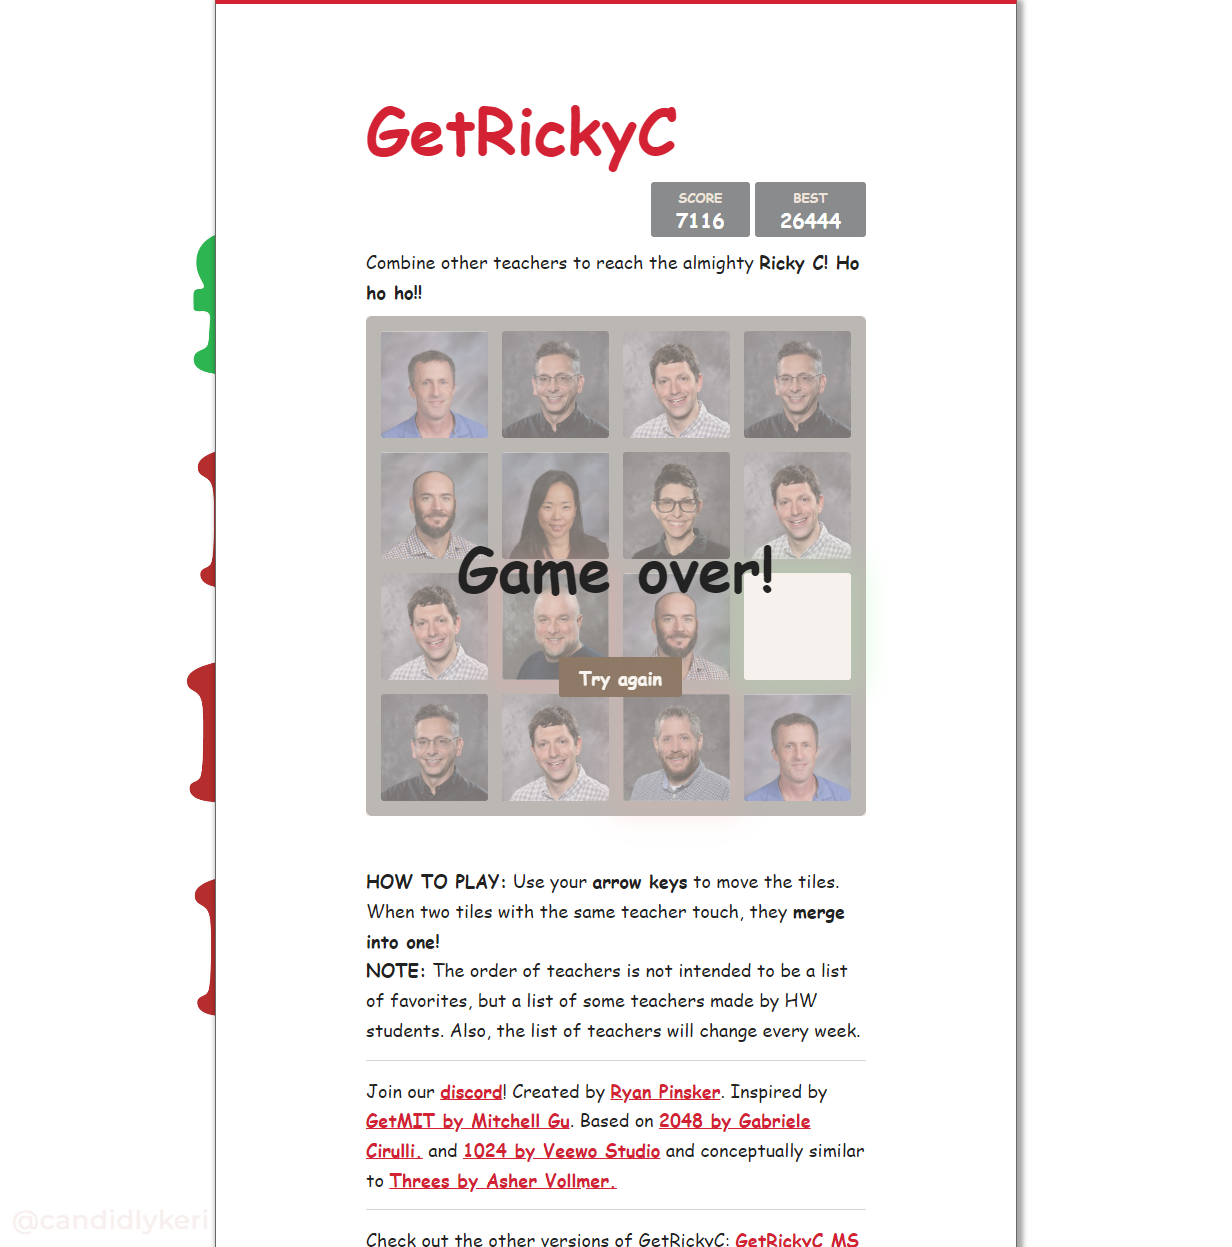 GetRickyC
SCORE
7116
BEST
26444
Combine other teachers to reach the almighty Ricky C! Ho
ho ho!!
Game over!
Try again
HOW TO PLAY: Use your arrow keys to move the tiles.
When two tiles with the same teacher touch, they merge
into one!
NOTE: The order of teachers is not intended to be a list
of favorites, but a list of some teachers made by HW
students. Also, the list of teachers will change every week.
Join our discord! Created by Ryan Pinsker. Inspired by
GetMIT by Mitchell Gu. Based on 2048 by Gabriele
Cirulli. and 1024 by Veewo Studio and conceptually similar
to Threes by Asher Vollmer.
@candidlykeri
Check out the other versions of GetRickyC: GetRickyC MS